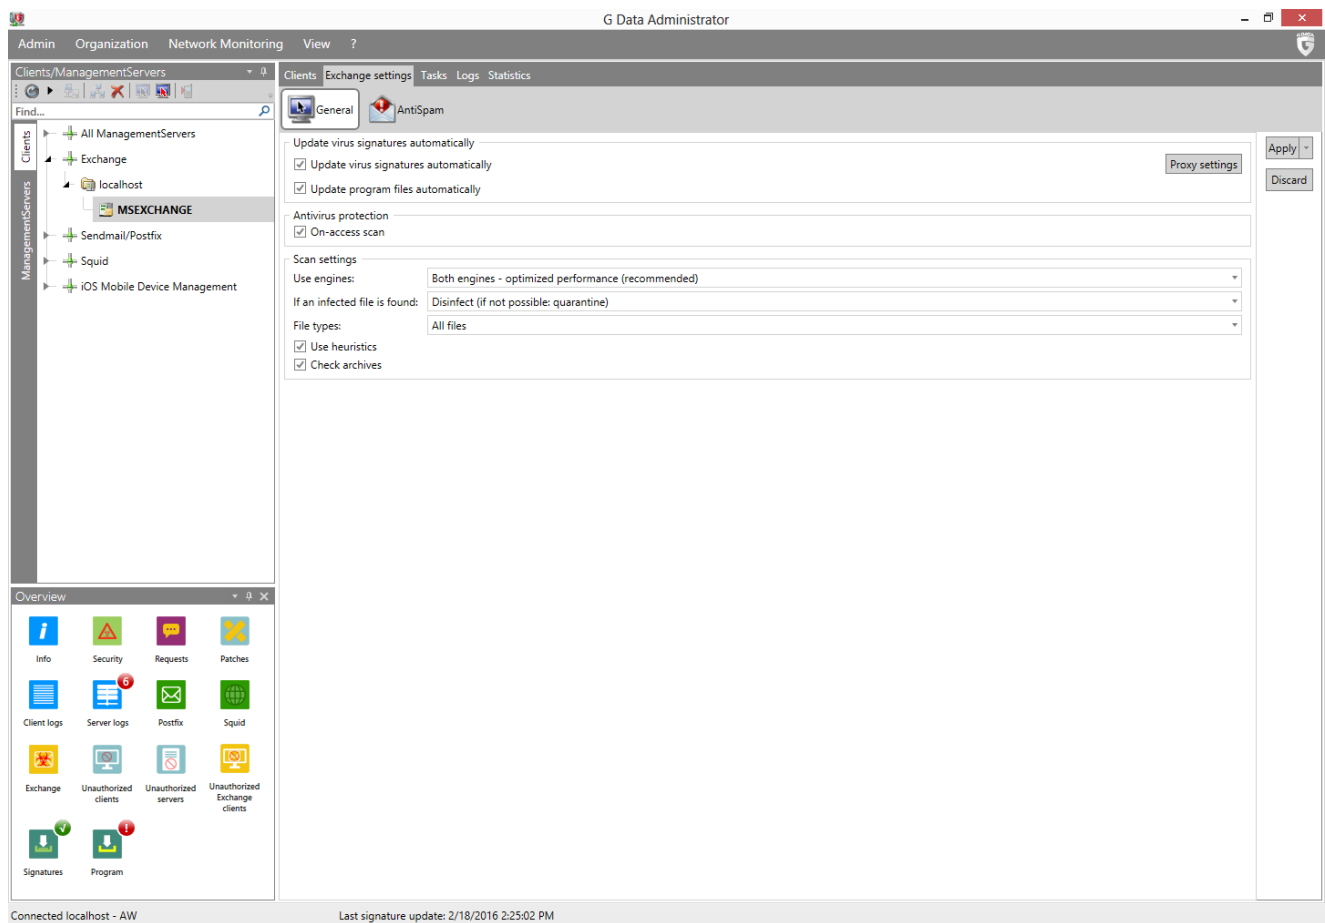 G Data Administrator
Admin Organization Network Monitoring View ?
Clients/ManagementServers
Find...
Clients
ManagementServers
All ManagementServers
Exchange
localhost
MSEXCHANGE
Sendmail/Postfix
Squid
iOS Mobile Device Management
Clients Exchange settings Tasks Logs Statistics
General AntiSpam
Update virus signatures automatically
Update virus signatures automatically
Proxy settings
Update program files automatically
Antivirus protection
On-access scan
Scan settings
Use engines: Both engines - optimized performance (recommended)
If an infected file is found: Disinfect (if not possible: quarantine)
File types: All files
Use heuristics
Check archives
Apply
Discard
Overview
Info Security Requests Patches
6
Client logs Server logs Postfix Squid
Exchange Unauthorized clients Unauthorized servers Unauthorized Exchange clients
Signatures Program
Connected localhost - AW Last signature update: 2/18/2016 2:25:02 PM